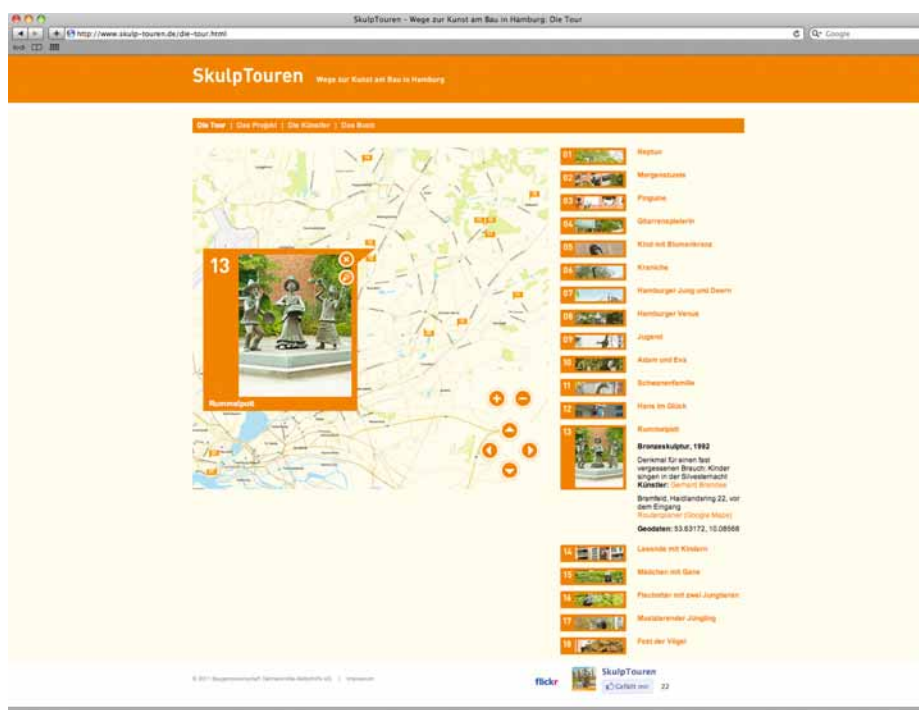 SkulpTouren - Wege zur Kunst am Bau in Hamburg: Die Tour
http://www.skulp-touren.de/die-tour.html
Google
SkulpTouren Wege zur Kunst am Bau in Hamburg
Die Tour | Das Projekt | Die Künstler | Das Buch
13
Rummelpott
01 Neptun
02 Morgenstunde
03 Pinguine
04 Gitarrenspielerin
05 Kind mit Blumenkranz
06 Kraniche
07 Hamburger Jung und Deern
08 Hamburger Venus
09 Jugend
10 Adam und Eva
11 Schwanenfamilie
12 Hans im Glück
13 Rummelpott
Bronzeskulptur, 1992
Denkmal für einen fast
vergessenen Brauch: Kinder
singen in der Silvesternacht
Künstler: Gerhard Brandes
Bramfeld, Haidlandsring 22, vor
dem Eingang
Routenplaner (Google Maps)
Geodaten: 53.63172, 10.08568
14 Lesende mit Kindern
15 Mädchen mit Gans
16 Fischotter mit zwei Jungtieren
17 Musizierender Jüngling
18 Fest der Vögel
© 2011 | Impressum
flickr
SkulpTouren
Gefällt mir 22